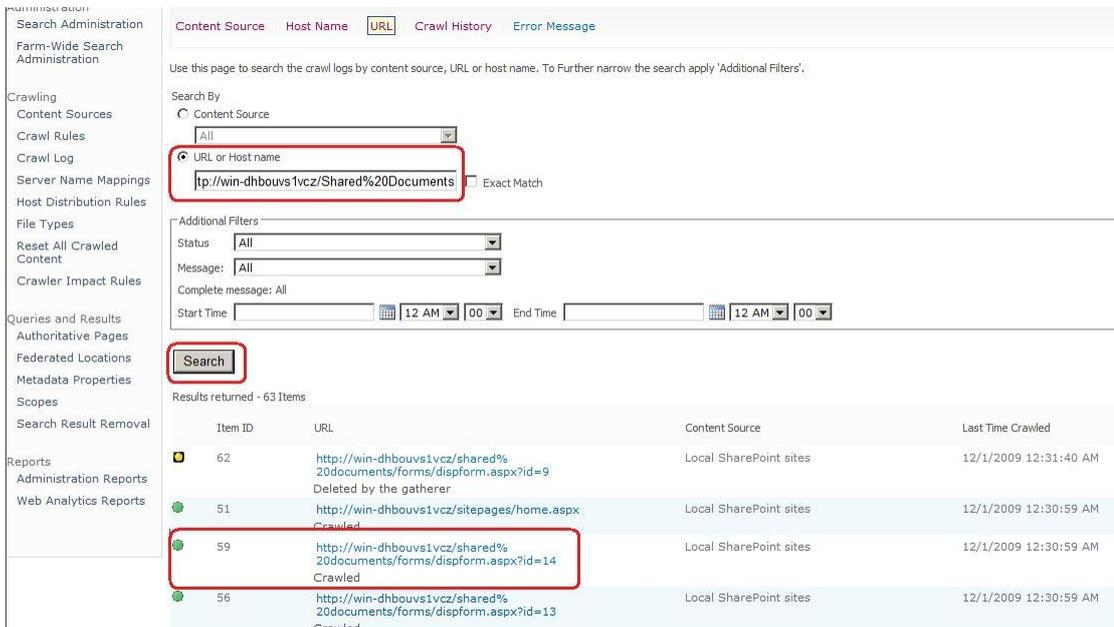 Administration
Search Administration
Farm-Wide Search
Administration
Crawling
Content Sources
Crawl Rules
Crawl Log
Server Name Mappings
Host Distribution Rules
File Types
Reset All Crawled
Content
Crawler Impact Rules
Queries and Results
Authoritative Pages
Federated Locations
Metadata Properties
Scopes
Search Result Removal
Reports
Administration Reports
Web Analytics Reports
Content Source Host Name URL Crawl History Error Message
Use this page to search the crawl logs by content source, URL or host name. To Further narrow the search apply 'Additional Filters'.
Search By
Content Source
All
URL or Host name
tp://win-dhbouvs1vcz/Shared%20Documents Exact Match
Additional Filters
Status All
Message: All
Complete message: All
Start Time 12 AM 00 End Time 12 AM 00
Search
Results returned - 63 Items
Item ID URL Content Source Last Time Crawled
62 http://win-dhbouvs1vcz/shared% Local SharePoint sites 12/1/2009 12:31:40 AM
20documents/forms/dispform.aspx?id=9
Deleted by the gatherer
51 http://win-dhbouvs1vcz/sitepages/home.aspx Local SharePoint sites 12/1/2009 12:30:59 AM
Crawled
59 http://win-dhbouvs1vcz/shared% Local SharePoint sites 12/1/2009 12:30:59 AM
20documents/forms/dispform.aspx?id=14
Crawled
56 http://win-dhbouvs1vcz/shared% Local SharePoint sites 12/1/2009 12:30:59 AM
20documents/forms/dispform.aspx?id=13
Crawled